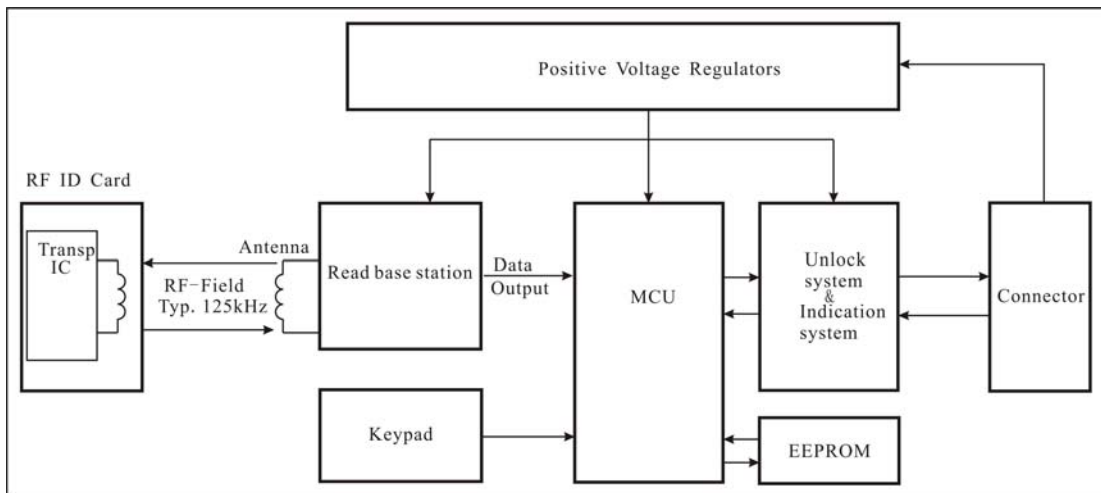 Positive Voltage Regulators
RF ID Card
Transp
IC
Antenna
RF-Field
Typ. 125kHz
Read base station
Data
Output
MCU
Unlock
system
&
Indication
system
Connector
Keypad
EEPROM